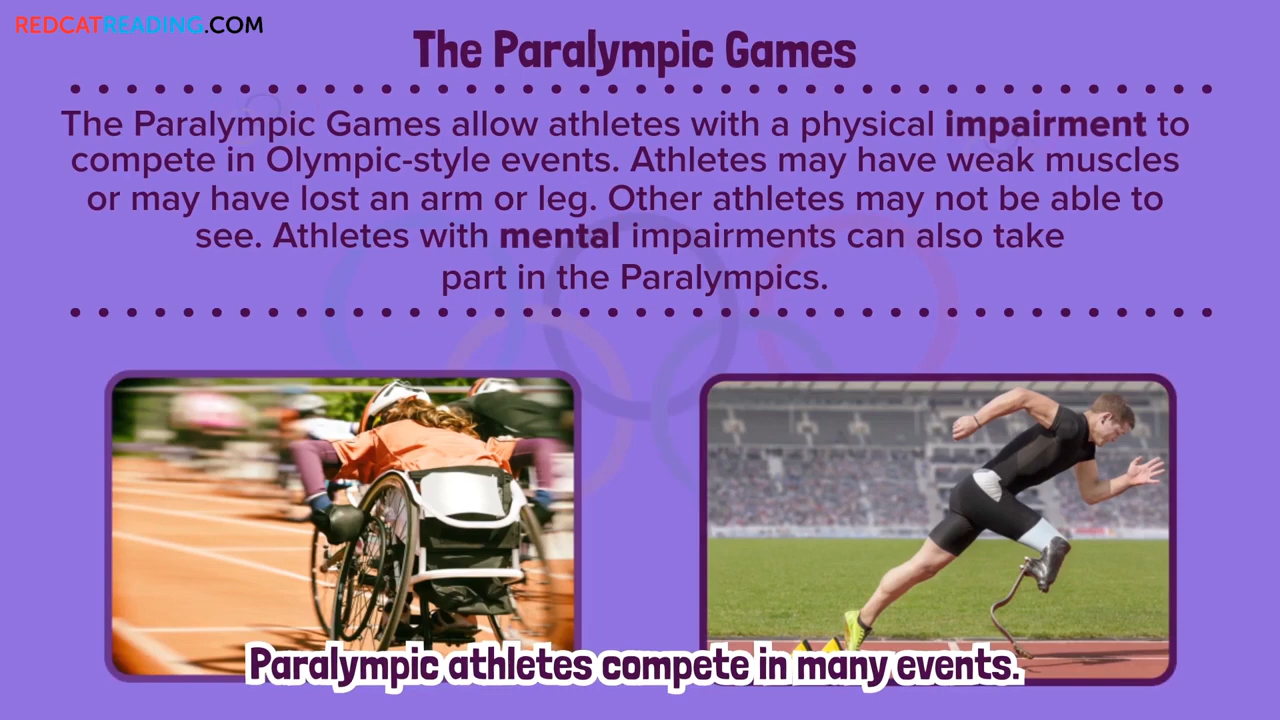 REDCATREADING.COM
The Paralympic Games
The Paralympic Games allow athletes with a physical impairment to
compete in Olympic-style events. Athletes may have weak muscles
or may have lost an arm or leg. Other athletes may not be able to
see. Athletes with mental impairments can also take
part in the Paralympics.
Paralympic athletes compete in many events.